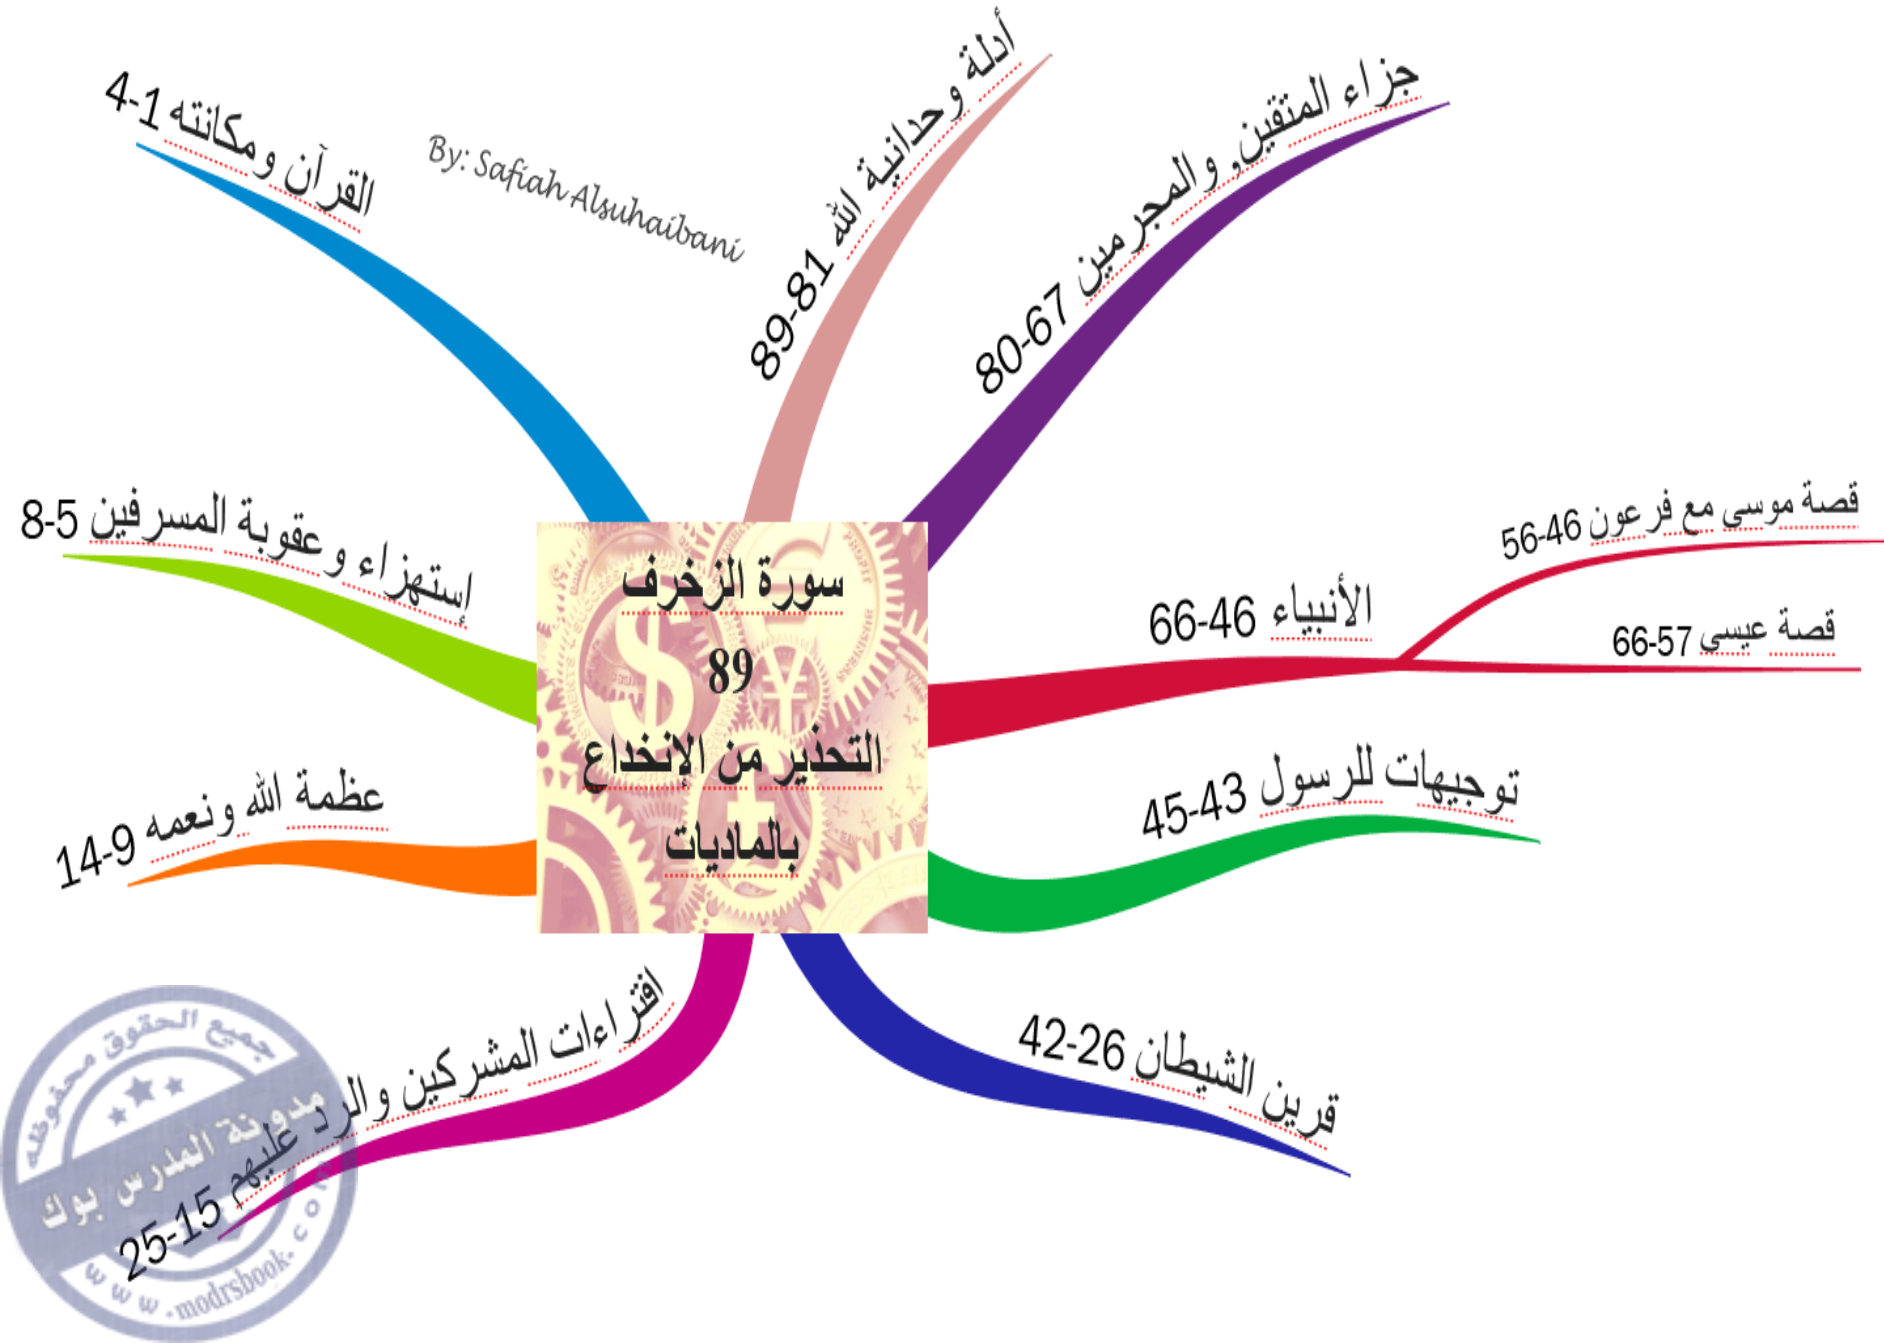 سورة الزخرف
89
التحذير من الإنخداع
بالماديات
أدلة وحدانية الله 81-89
جزاء المتقين, والمجرمين 67-80
الأنبياء 46-66
قصة موسى مع فرعون 46-56
قصة عيسى 57-66
توجيهات للرسول 43-45
قرين الشيطان 26-42
افتراءات المشركين والرد عليهم 15-25
عظمة الله ونعمه 9-14
إستهزاء وعقوبة المسرفين 5-8
القرآن ومكانته 1-4
By: Safiah Alsuhaibani
جميع الحقوق محفوظه
مدونة المدرس بوك
www.modrsbook.com